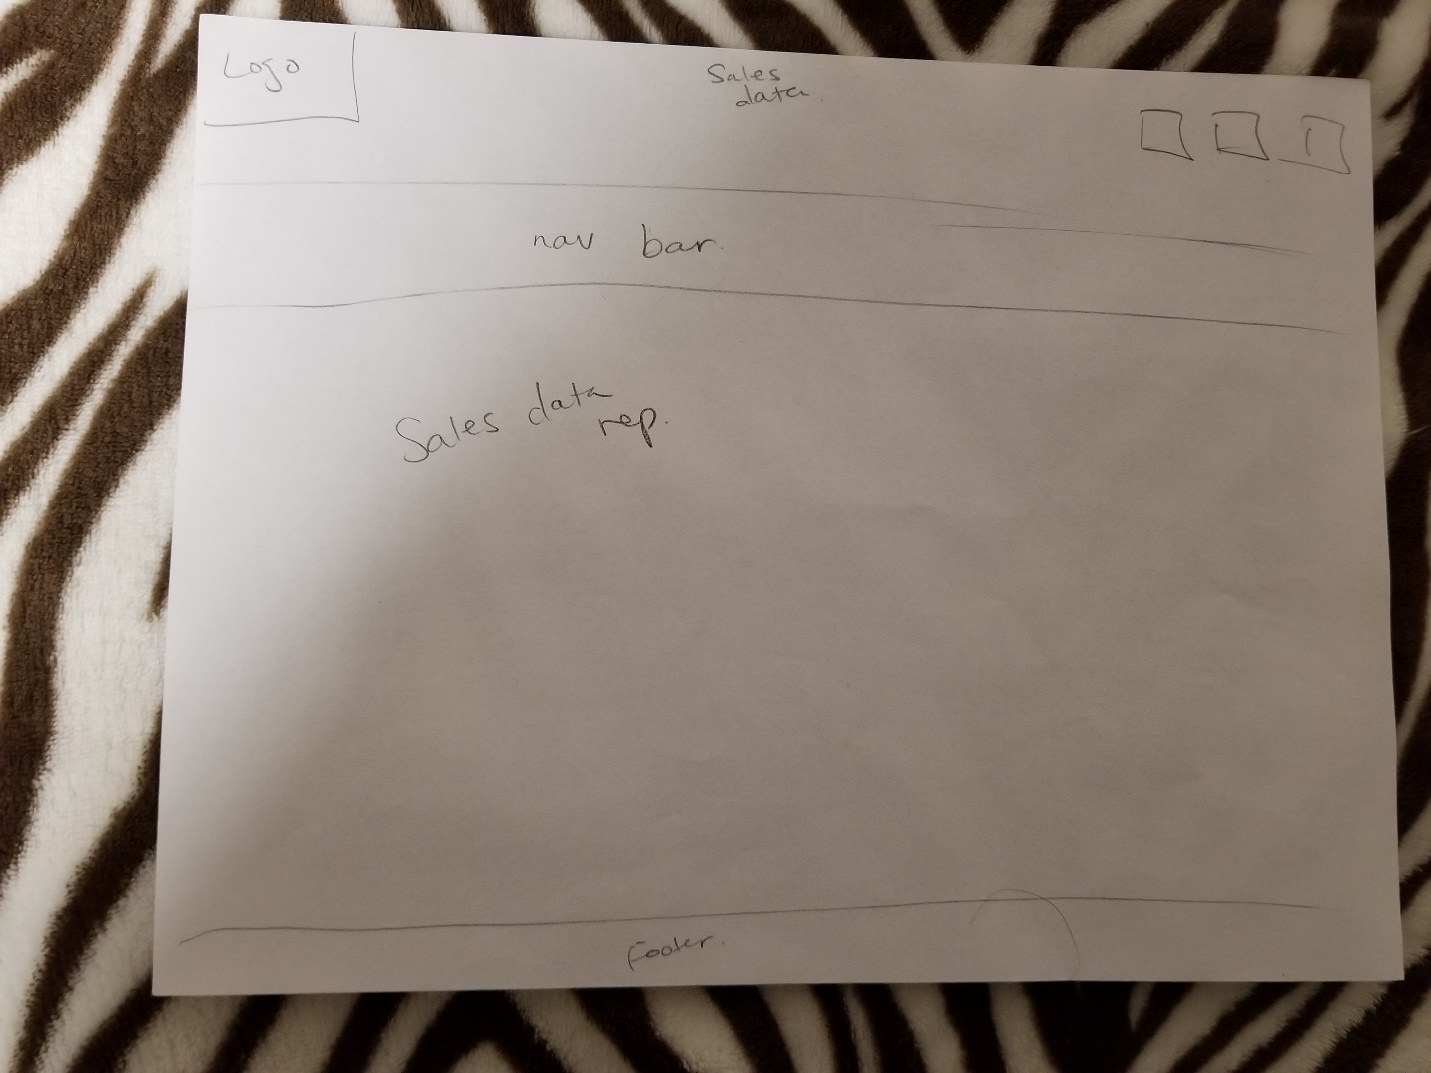 Logo
Sales
data
nav bar.
Sales data
rep.
Footer.